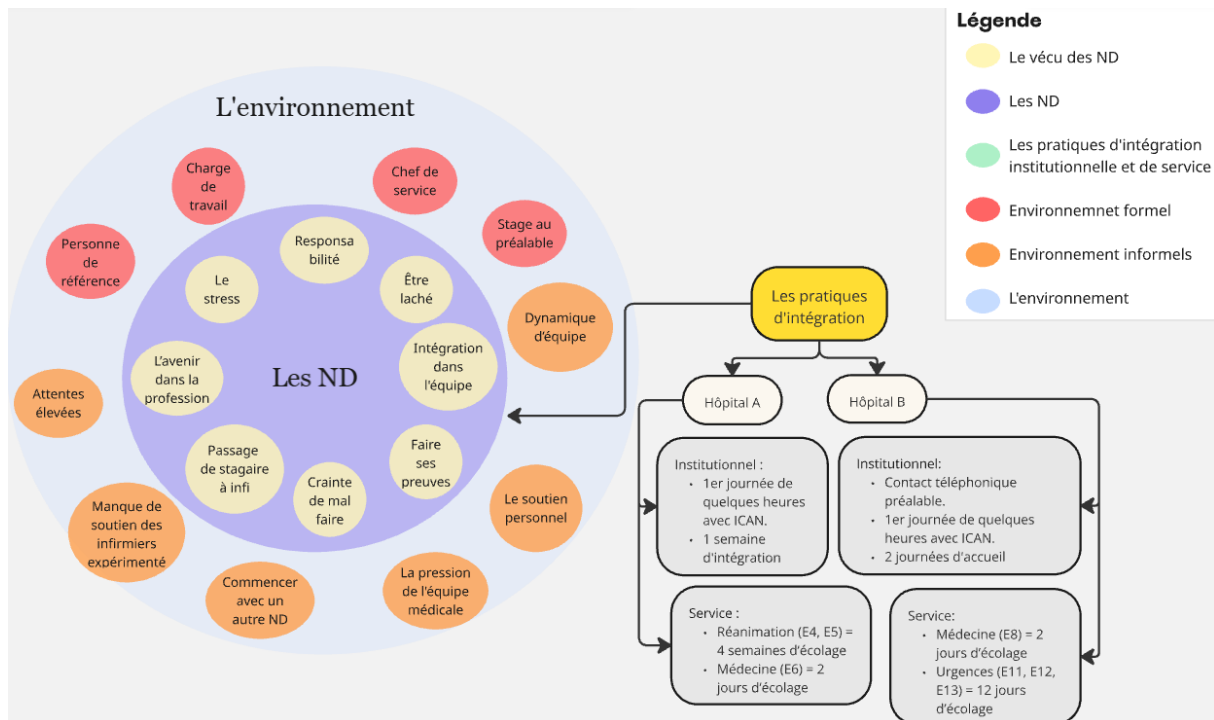 L'environnement
Charge
de
travail
Chef de
service
Stage au
préalable
Personne
de
référence
Responsa
bilité
Le
stress
Être
laché
Dynamique
d'équipe
Intégration
dans
l'équipe
L'avenir
dans la
profession
Les ND
Attentes
élevées
Passage
de stagaire
à infi
Crainte
de mal
faire
Faire
ses
preuves
Le soutien
personnel
Manque de
soutien des
infirmiers
expérimenté
Commencer
avec un
autre ND
La pression
de l'équipe
médicale
Légende
Le vécu des ND
Les ND
Les pratiques d'intégration
institutionnelle et de service
Environnemnet formel
Environnement informels
L'environnement
Les pratiques
d'intégration
Hôpital A
Hôpital B
Institutionnel :
• 1er journée de
quelques heures
avec ICAN.
• 1 semaine
d'intégration
Institutionnel:
• Contact téléphonique
préalable.
• 1er journée de quelques
heures avec ICAN.
• 2 journées d'accueil
Service :
• Réanimation (E4, E5) =
4 semaines d'écolage
• Médecine (E6) = 2
jours d'écolage
Service:
• Médecine (E8) = 2
jours d'écolage
• Urgences (E11, E12,
E13) = 12 jours
d'écolage